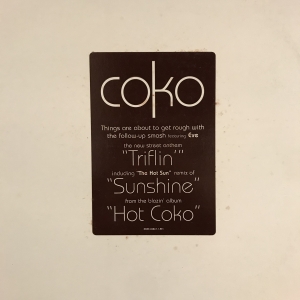 coko
Things are about to get rough with
the follow-up smash featuring Eve
the new street anthem
"Triflin'"
including "The Hot Sun" remix of
"Sunshine"
from the blazin' album
"Hot Coko"